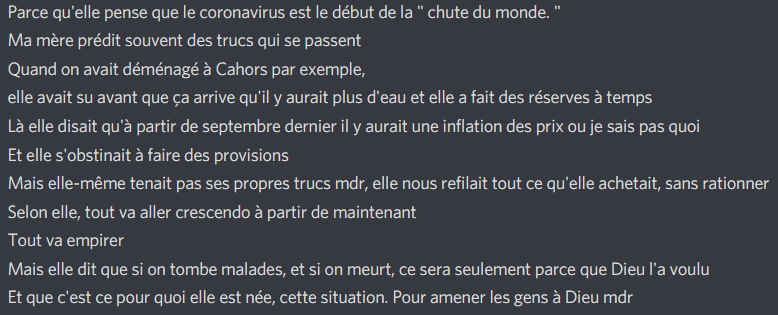 Parce qu'elle pense que le coronavirus est le début de la " chute du monde. "
Ma mère prédit souvent des trucs qui se passent
Quand on avait déménagé à Cahors par exemple,
elle avait su avant que ça arrive qu'il y aurait plus d'eau et elle a fait des réserves à temps
Là elle disait qu'à partir de septembre dernier il y aurait une inflation des prix ou je sais pas quoi
Et elle s'obstinait à faire des provisions
Mais elle-même tenait pas ses propres trucs mdr, elle nous refilait tout ce qu'elle achetait, sans rationner
Selon elle, tout va aller crescendo à partir de maintenant
Tout va empirer
Mais elle dit que si on tombe malades, et si on meurt, ce sera seulement parce que Dieu l'a voulu
Et que c'est ce pour quoi elle est née, cette situation. Pour amener les gens à Dieu mdr